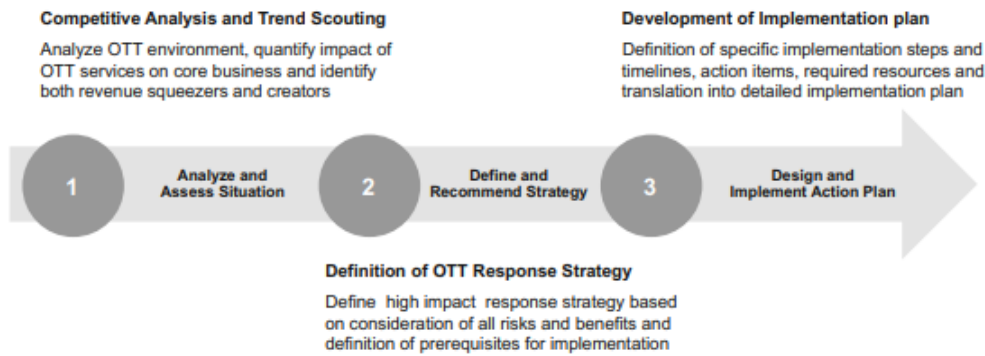 Competitive Analysis and Trend Scouting
Analyze OTT environment, quantify impact of
OTT services on core business and identify
both revenue squeezers and creators
Development of Implementation plan
Definition of specific implementation steps and
timelines, action items, required resources and
translation into detailed implementation plan
1
Analyze and
Assess Situation
2
Define and
Recommend Strategy
3
Design and
Implement Action Plan
Definition of OTT Response Strategy
Define high impact response strategy based
on consideration of all risks and benefits and
definition of prerequisites for implementation